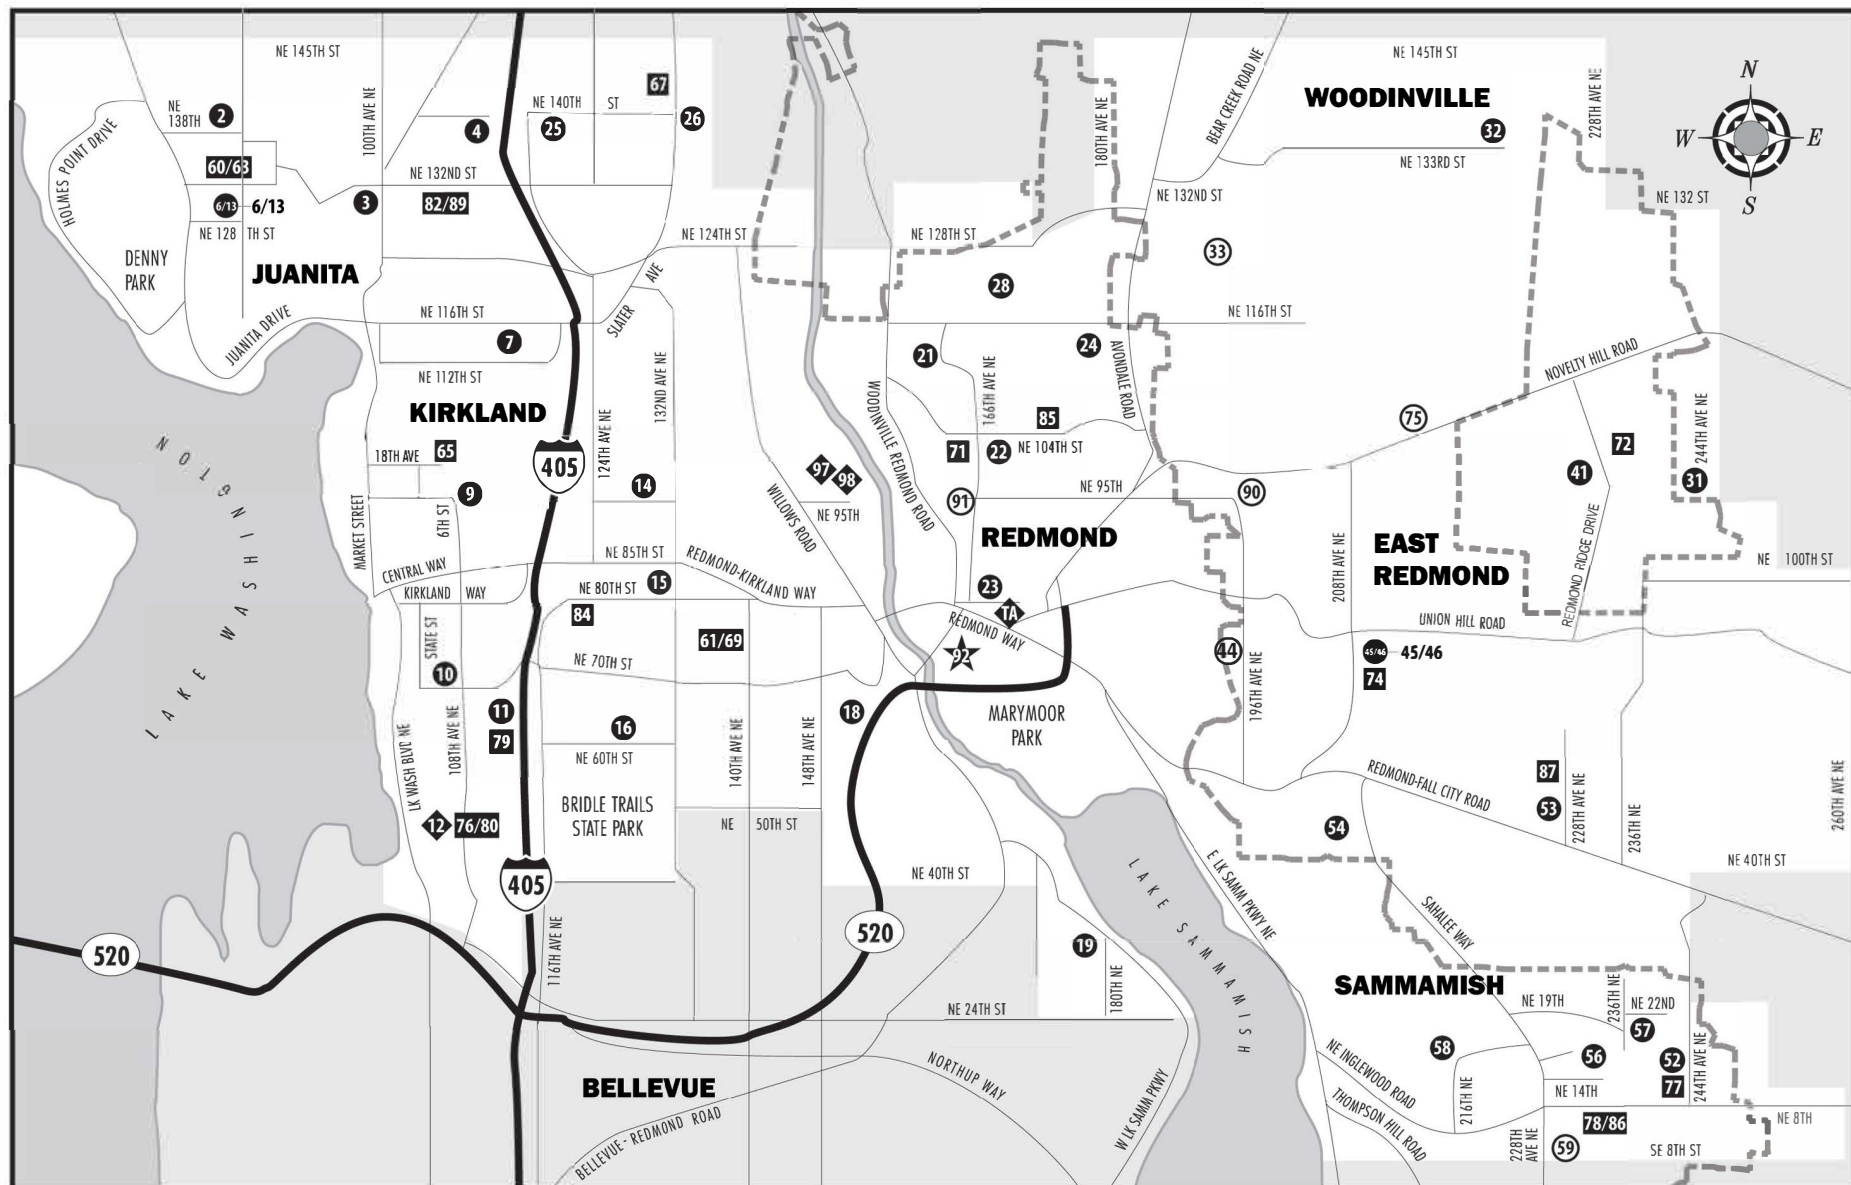 NE 145TH ST
NE 145TH ST
N
W
E
S
WOODINVILLE
228TH AVE NE
BEAR CREEK ROAD NE
180TH AVE NE
100TH AVE NE
HOLMES POINT DRIVE
NE
138TH
2
4
NE 140TH ST
25
67
26
32
NE 133RD ST
60/63
NE 132ND ST
NE 132ND ST
NE 132 ST
6/13
6/13
3
82/89
NE 128 TH ST
NE 124TH ST
NE 128TH ST
33
DENNY
PARK
JUANITA
SLATER AVE
28
JUANITA DRIVE
NE 116TH ST
NE 116TH ST
7
21
24
AVONDALE ROAD
NOVELTY HILL ROAD
NE 112TH ST
132ND AVE NE
166TH AVE NE
WOODINVILLE REDMOND ROAD
KIRKLAND
85
75
244TH AVE NE
124TH AVE NE
65
18TH AVE
405
71
22
NE 104TH ST
72
97
98
41
31
9
14
91
NE 95TH
90
MARKET STREET
6TH ST
WILLOWS ROAD
NE 95TH
REDMOND
208TH AVE NE
EAST
REDMOND
REDMOND RIDGE DRIVE
LAKE WASHINGTON
NE 85TH ST
REDMOND-KIRKLAND WAY
NE 100TH ST
CENTRAL WAY
KIRKLAND WAY
NE 80TH ST
15
23
TA
84
REDMOND WAY
UNION HILL ROAD
STATE ST
61/69
92
44
45/46
45/46
10
NE 70TH ST
74
196TH AVE NE
11
79
16
18
MARYMOOR
PARK
LK WASH BLVD NE
108TH AVE NE
NE 60TH ST
140TH AVE NE
148TH AVE NE
REDMOND-FALL CITY ROAD
87
53
228TH AVE NE
236TH NE
260TH AVE NE
BRIDLE TRAILS
STATE PARK
12
76/80
NE 50TH ST
54
405
NE 40TH ST
NE 40TH ST
LAKE SAMMAMISH
E LK SAMM PKWY NE
SAHALEE WAY
520
116TH AVE NE
520
19
180TH NE
SAMMAMISH
NE 24TH ST
NE 19TH
236TH NE
NE 22ND
57
58
56
52
77
244TH AVE NE
BELLEVUE
NORTHUP WAY
NE INGLEWOOD ROAD
216TH NE
NE 14TH
BELLEVUE-REDMOND ROAD
W LK SAMM PKWY
THOMPSON HILL ROAD
78/86
NE 8TH
228TH
AVE NE
59
SE 8TH ST